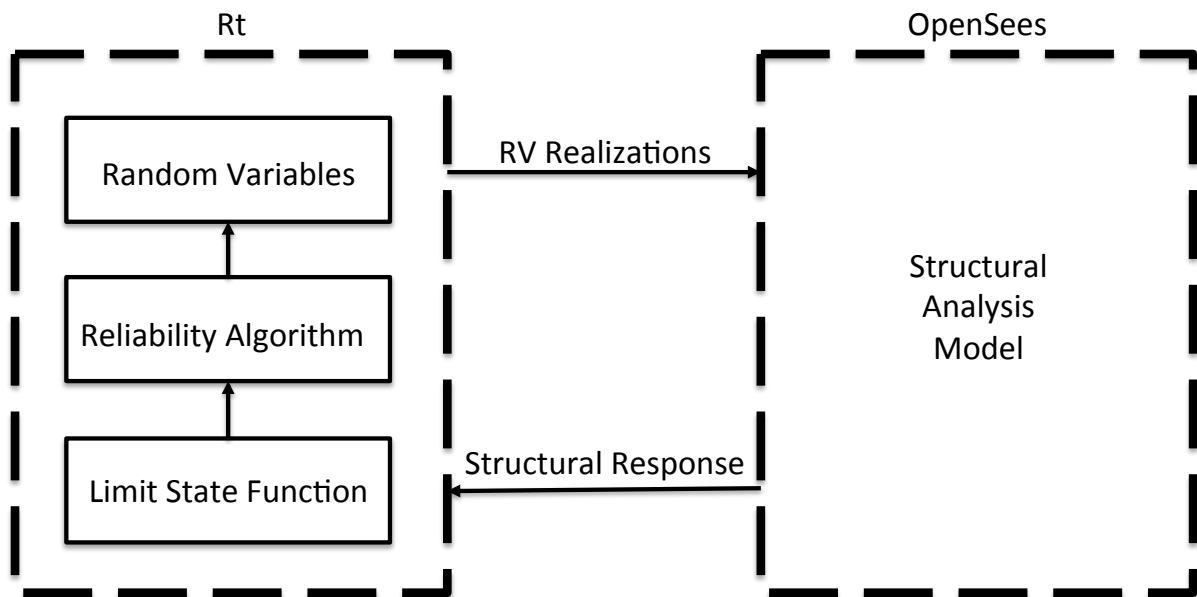 Rt
OpenSees
Random Variables
RV Realizations
Reliability Algorithm
Structural
Analysis
Model
Limit State Function
Structural Response